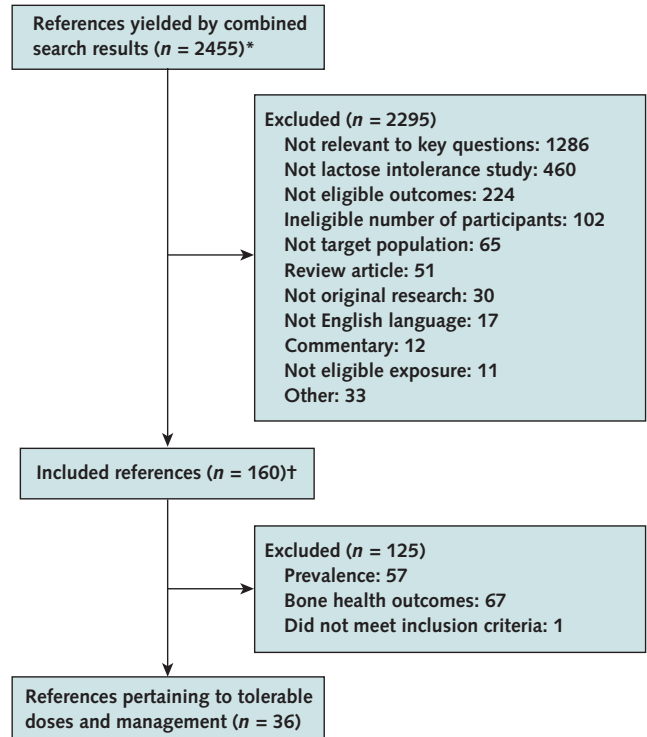 References yielded by combined
search results (n = 2455)*
Excluded (n = 2295)
Not relevant to key questions: 1286
Not lactose intolerance study: 460
Not eligible outcomes: 224
Ineligible number of participants: 102
Not target population: 65
Review article: 51
Not original research: 30
Not English language: 17
Commentary: 12
Not eligible exposure: 11
Other: 33
Included references (n = 160)†
Excluded (n = 125)
Prevalence: 57
Bone health outcomes: 67
Did not meet inclusion criteria: 1
References pertaining to tolerable
doses and management (n = 36)